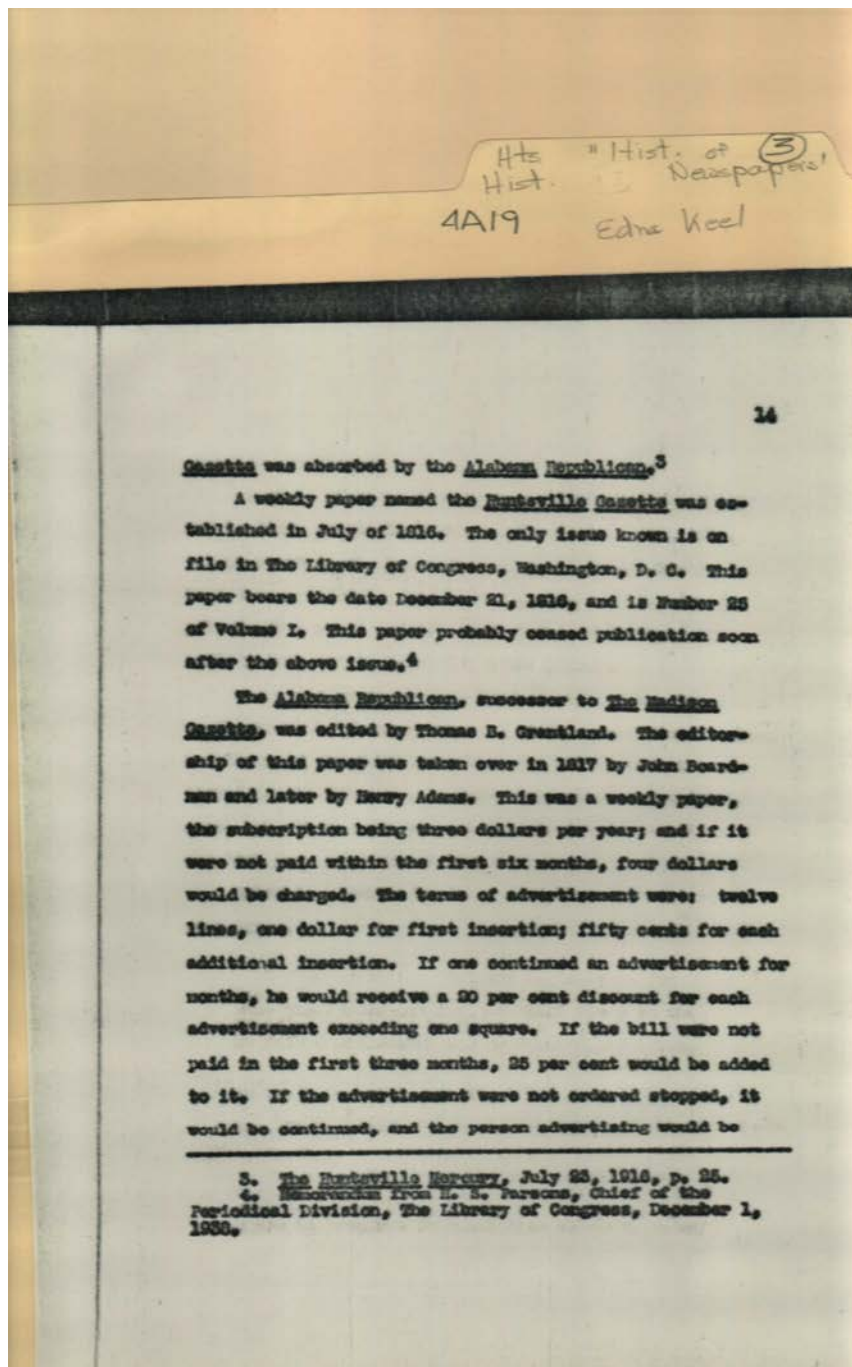 Hts "Hist. of ③
Hist. Newspapers'
4A19 Edna Keel
14
Gazette was absorbed by the Alabama Republican.3
A weekly paper named the Huntsville Gazette was es-
tablished in July of 1816. The only issue known is on
file in The Library of Congress, Washington, D. C. This
paper bears the date December 21, 1816, and is Number 25
of Volume I. This paper probably ceased publication soon
after the above issue.4
The Alabama Republican, successor to The Madison
Gazette, was edited by Thomas B. Grantland. The editor-
ship of this paper was taken over in 1817 by John Board-
man and later by Henry Adams. This was a weekly paper,
the subscription being three dollars per year; and if it
were not paid within the first six months, four dollars
would be charged. The terms of advertisement were: twelve
lines, one dollar for first insertion; fifty cents for each
additional insertion. If one continued an advertisement for
months, he would receive a 20 per cent discount for each
advertisment exceeding one square. If the bill were not
paid in the first three months, 25 per cent would be added
to it. If the advertisement were not ordered stopped, it
would be continued, and the person advertising would be
3. The Huntsville Mercury, July 23, 1916, p. 25.
4. Memorandum from H. S. Parsons, Chief of the
Periodical Division, The Library of Congress, December 1,
1938.